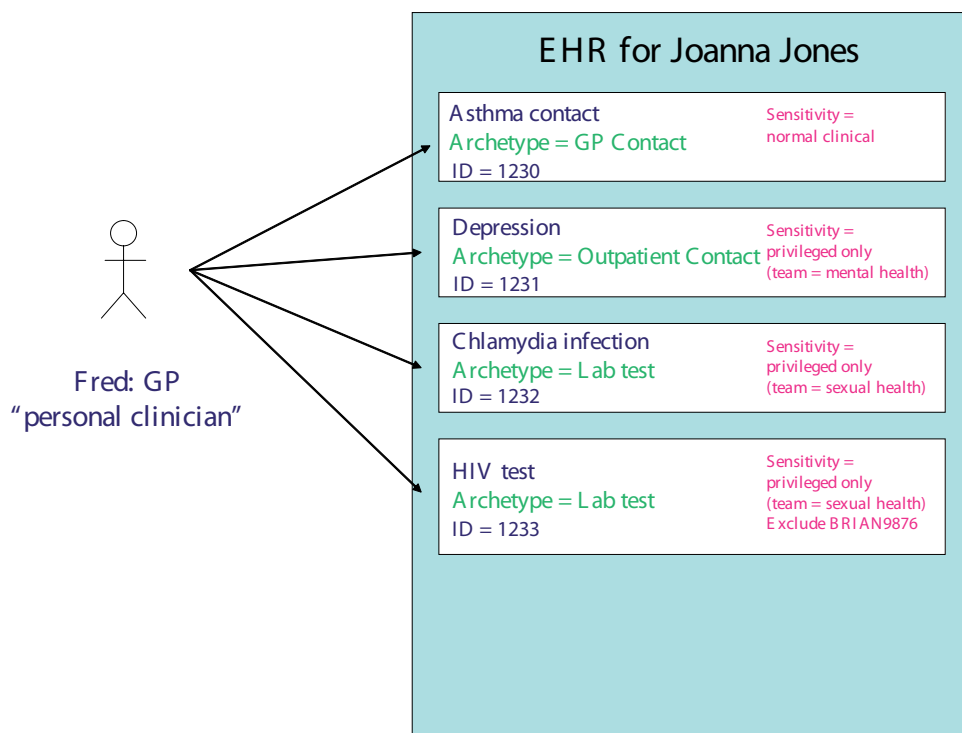 EHR for Joanna Jones
Asthma contact
Archetype = GP Contact
ID = 1230
Sensitivity =
normal clinical
Depression
Archetype = Outpatient Contact
ID = 1231
Sensitivity =
privileged only
(team = mental health)
Chlamydia infection
Archetype = Lab test
ID = 1232
Sensitivity =
privileged only
(team = sexual health)
HIV test
Archetype = Lab test
ID = 1233
Sensitivity =
privileged only
(team = sexual health)
Exclude BRIAN9876
Fred: GP
“personal clinician”